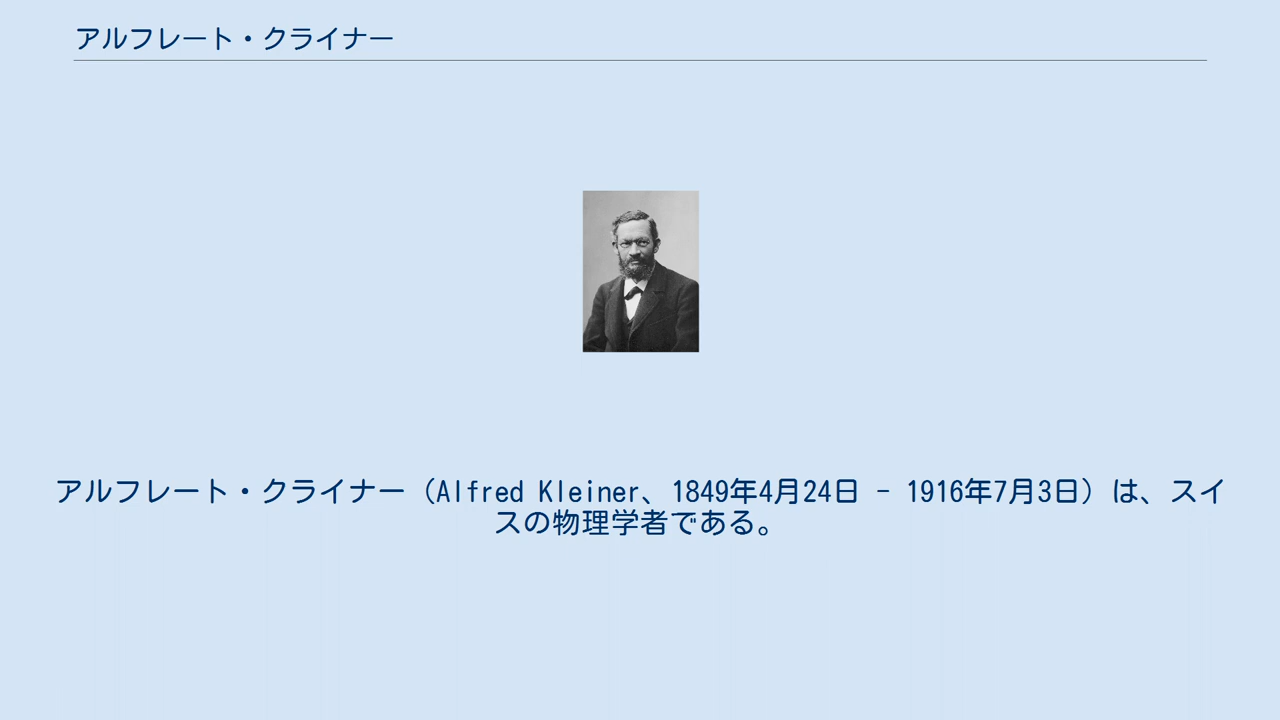 アルフレート・クライナー
アルフレート・クライナー（Alfred Kleiner、1849年4月24日 - 1916年7月3日）は、スイ
スの物理学者である。